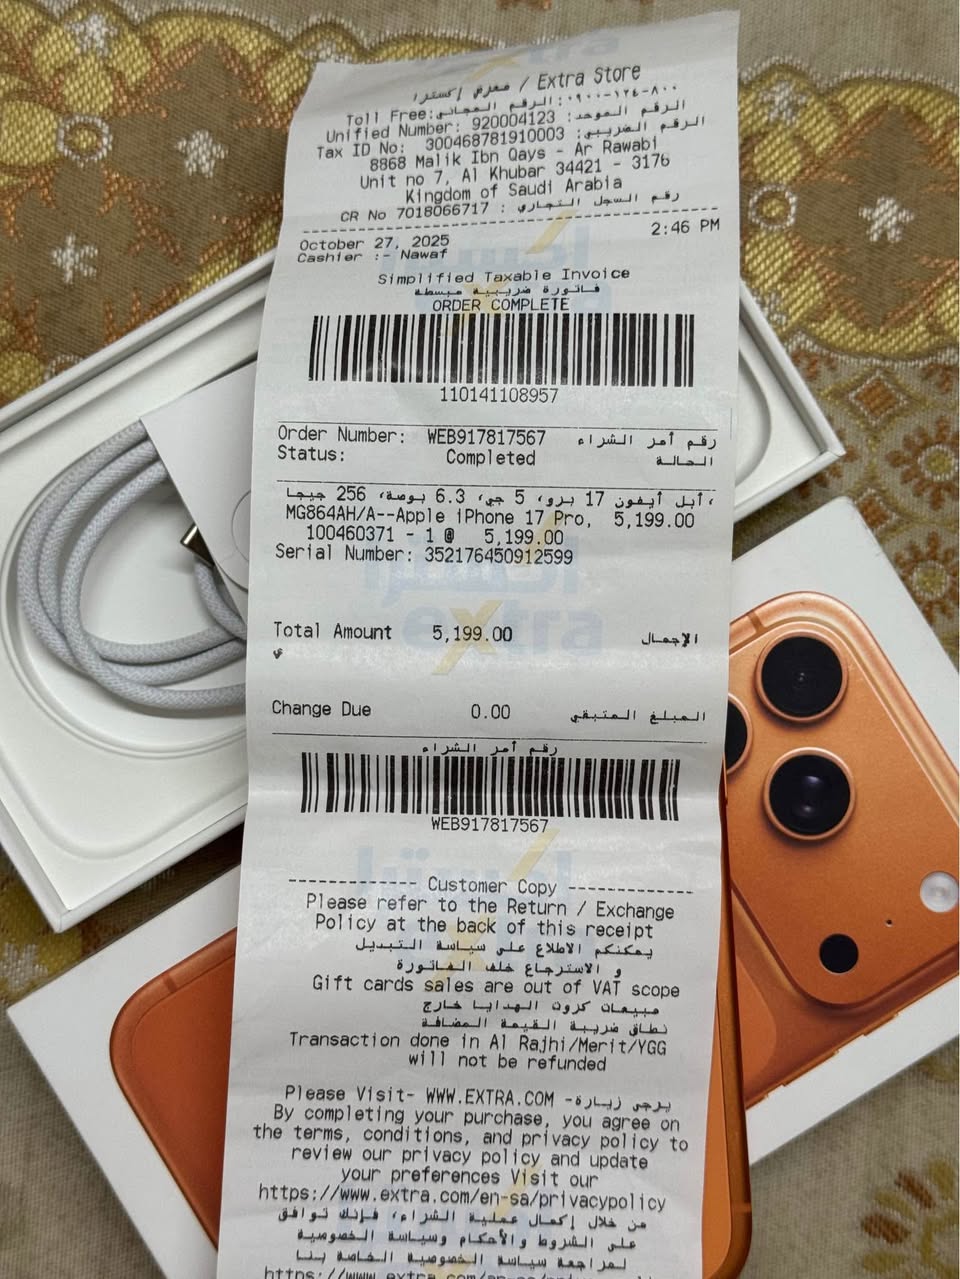 معرض إكسترا / Extra Store
Toll Free: الرقم المجاني: ٨٠٠-١٢٤-٠٩٠٠
Unified Number: 920004123 الرقم الموحد:
Tax ID No: 300468781910003 الرقم الضريبي:
8868 Malik Ibn Qays - Ar Rawabi
Unit no 7, Al Khubar 34421 - 3176
Kingdom of Saudi Arabia
CR No 7018066717 : رقم السجل التجاري
October 27, 2025 2:46 PM
Cashier :- Nawaf
Simplified Taxable Invoice
فاتورة ضريبية مبسطة
ORDER COMPLETE
110141108957
Order Number: WEB917817567 رقم أمر الشراء
Status: Completed الحالة
أبل أيفون 17 برو، 5 جي، 6.3 بوصة، 256 جيجا،
MG864AH/A--Apple iPhone 17 Pro, 5,199.00
100460371 - 1 @ 5,199.00
Serial Number: 352176450912599
Total Amount 5,199.00 الإجمال
ي
Change Due 0.00 المبلغ المتبقي
رقم أمر الشراء
WEB917817567
إكسترا
extra
--------------- Customer Copy ---------------
Please refer to the Return / Exchange
Policy at the back of this receipt
يمكنكم الاطلاع على سياسة التبديل
و الاسترجاع خلف الفاتورة
Gift cards sales are out of VAT scope
مبيعات كروت الهدايا خارج
نطاق ضريبة القيمة المضافة
Transaction done in Al Rajhi/Merit/YGG
will not be refunded
Please Visit- WWW.EXTRA.COM -يرجى زيارة
By completing your purchase, you agree on
the terms, conditions, and privacy policy to
review our privacy policy and update
your preferences Visit our
https://www.extra.com/en-sa/privacypolicy
من خلال إكمال عملية الشراء، فإنك توافق
على الشروط والأحكام وسياسة الخصوصية
لمراجعة سياسة الخصوصية الخاصة بنا